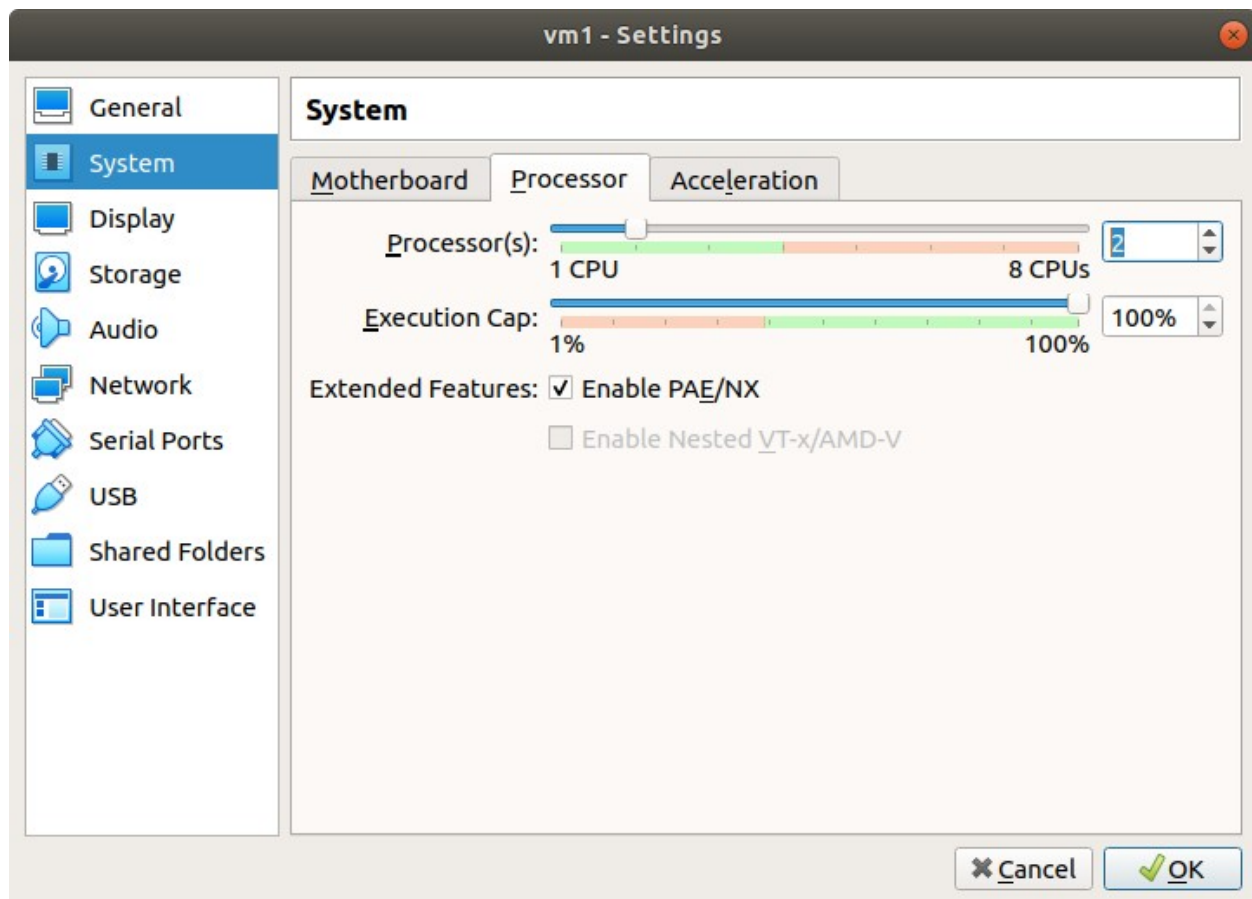 vm1 - Settings
General
System
Display
Storage
Audio
Network
Serial Ports
USB
Shared Folders
User Interface
System
Motherboard Processor Acceleration
Processor(s): 2
1 CPU 8 CPUs
Execution Cap: 100%
1% 100%
Extended Features: Enable PAE/NX
Enable Nested VT-x/AMD-V
Cancel OK